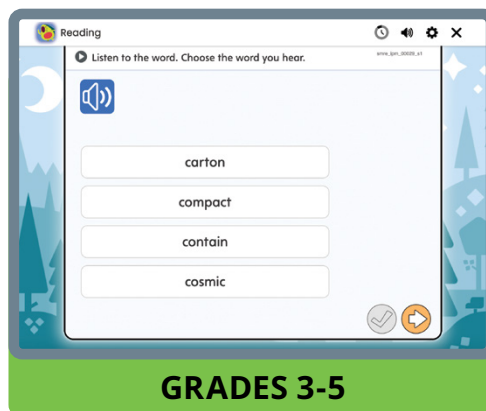 Reading
Listen to the word. Choose the word you hear.
carton
compact
contain
cosmic
GRADES 3-5